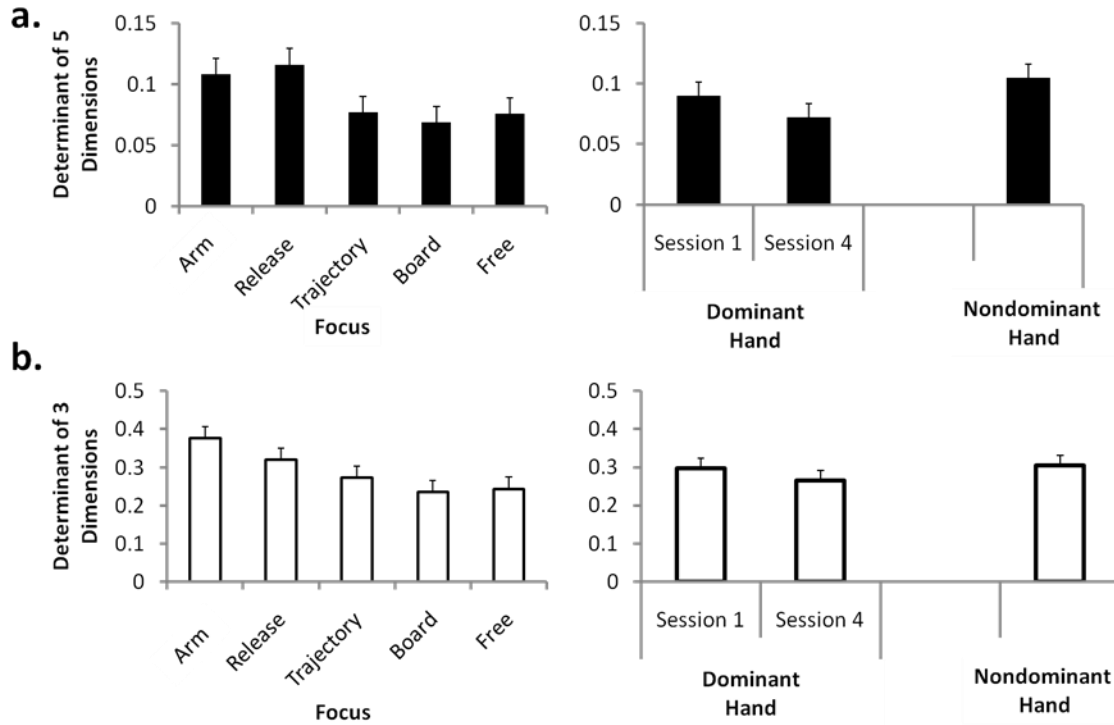 a.
Determinant of 5
Dimensions
0.15
0.1
0.05
0
Arm
Release
Trajectory
Board
Free
Focus
0.15
0.1
0.05
0
Session 1
Session 4
Dominant
Hand
Nondominant
Hand
b.
Determinant of 3
Dimensions
0.5
0.4
0.3
0.2
0.1
0
Arm
Release
Trajectory
Board
Free
Focus
0.5
0.4
0.3
0.2
0.1
0
Session 1
Session 4
Dominant
Hand
Nondominant
Hand